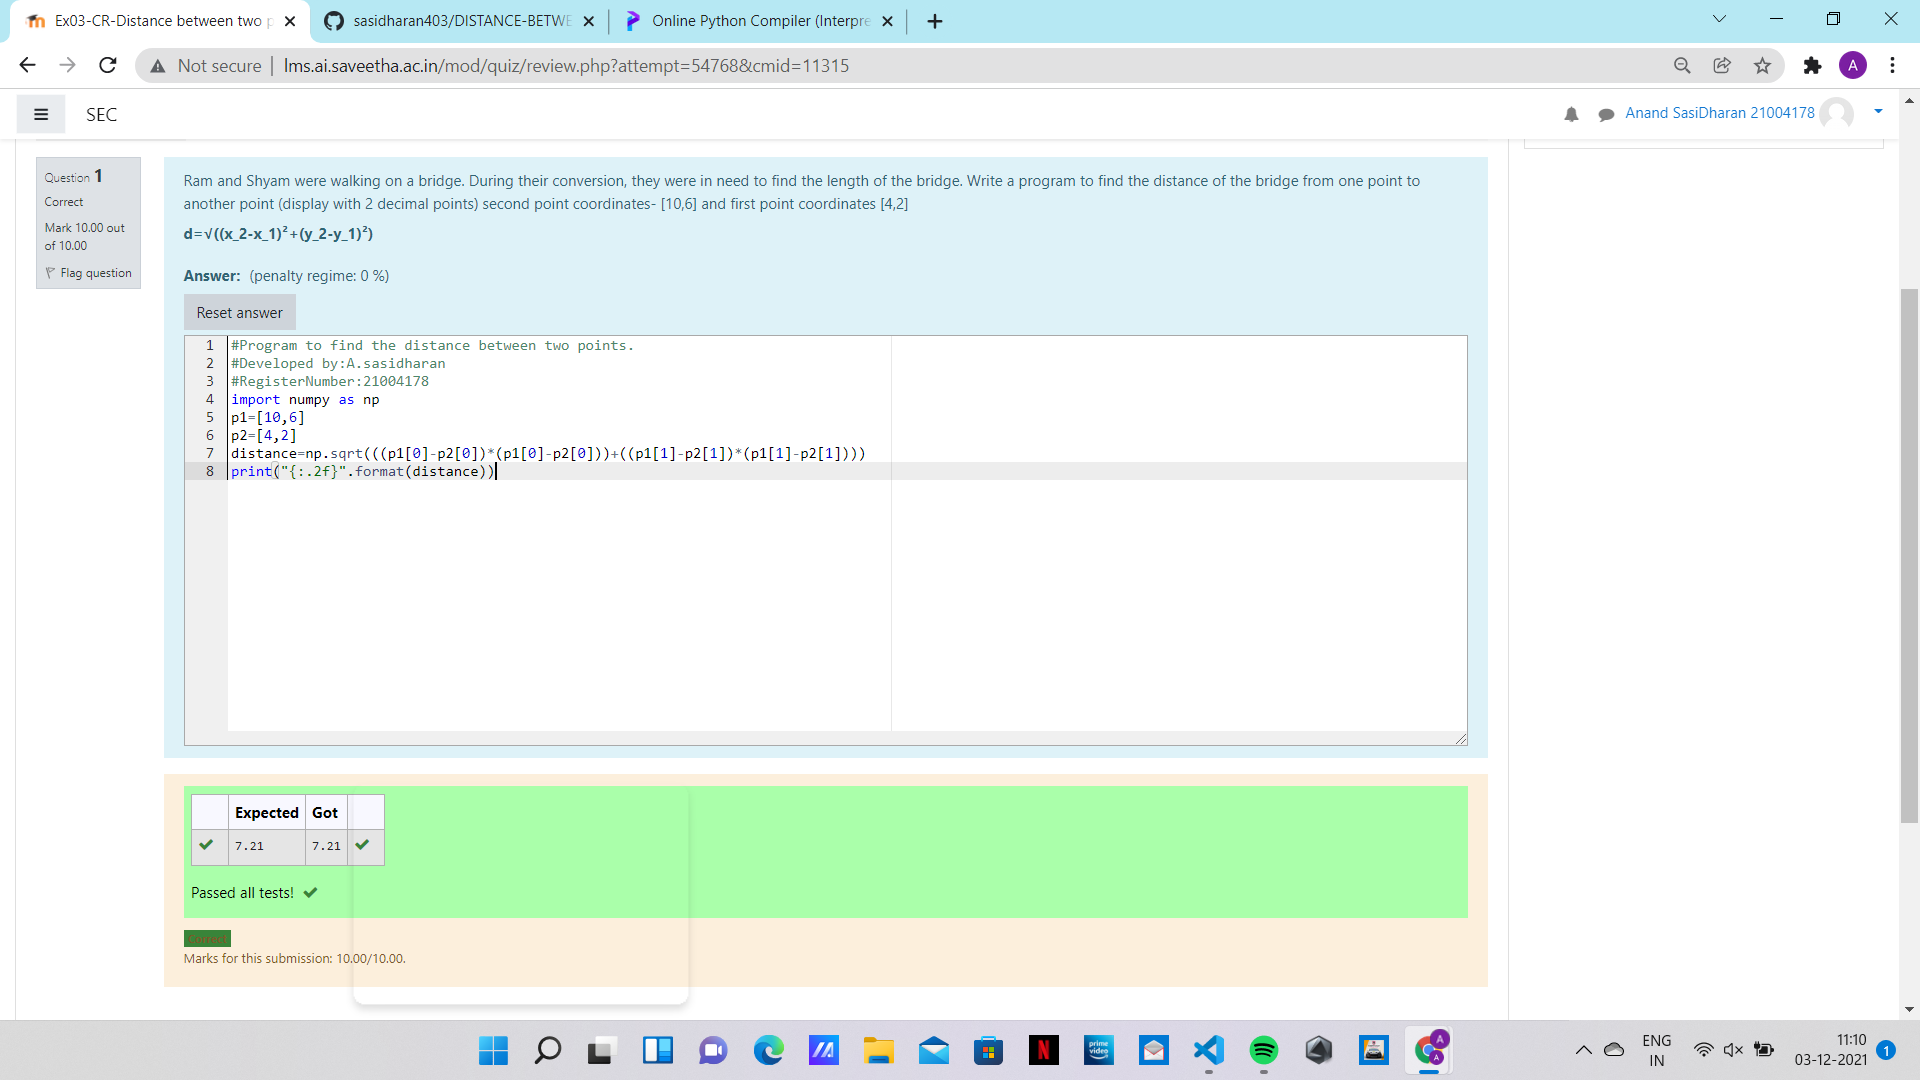 Ex03-CR-Distance between two p
sasidharan403/DISTANCE-BETWE
Online Python Compiler (Interpre
Not secure
lms.ai.saveetha.ac.in/mod/quiz/review.php?attempt=54768&cmid=11315
A
SEC
Anand SasiDharan 21004178
Question 1
Correct
Mark 10.00 out
of 10.00
Flag question
Ram and Shyam were walking on a bridge. During their conversion, they were in need to find the length of the bridge. Write a program to find the distance of the bridge from one point to
another point (display with 2 decimal points) second point coordinates- [10,6] and first point coordinates [4,2]
d=√((x_2-x_1)²+(y_2-y_1)²)
Answer: (penalty regime: 0 %)
Reset answer
1 #Program to find the distance between two points.
2 #Developed by:A.sasidharan
3 #RegisterNumber:21004178
4 import numpy as np
5 p1=[10,6]
6 p2=[4,2]
7 distance=np.sqrt(((p1[0]-p2[0])*(p1[0]-p2[0]))+((p1[1]-p2[1])*(p1[1]-p2[1])))
8 print("{:.2f}".format(distance))
Expected Got
7.21 7.21
Passed all tests!
Correct
Marks for this submission: 10.00/10.00.
N
prime
video
A
A
ENG
IN
11:10
03-12-2021
1